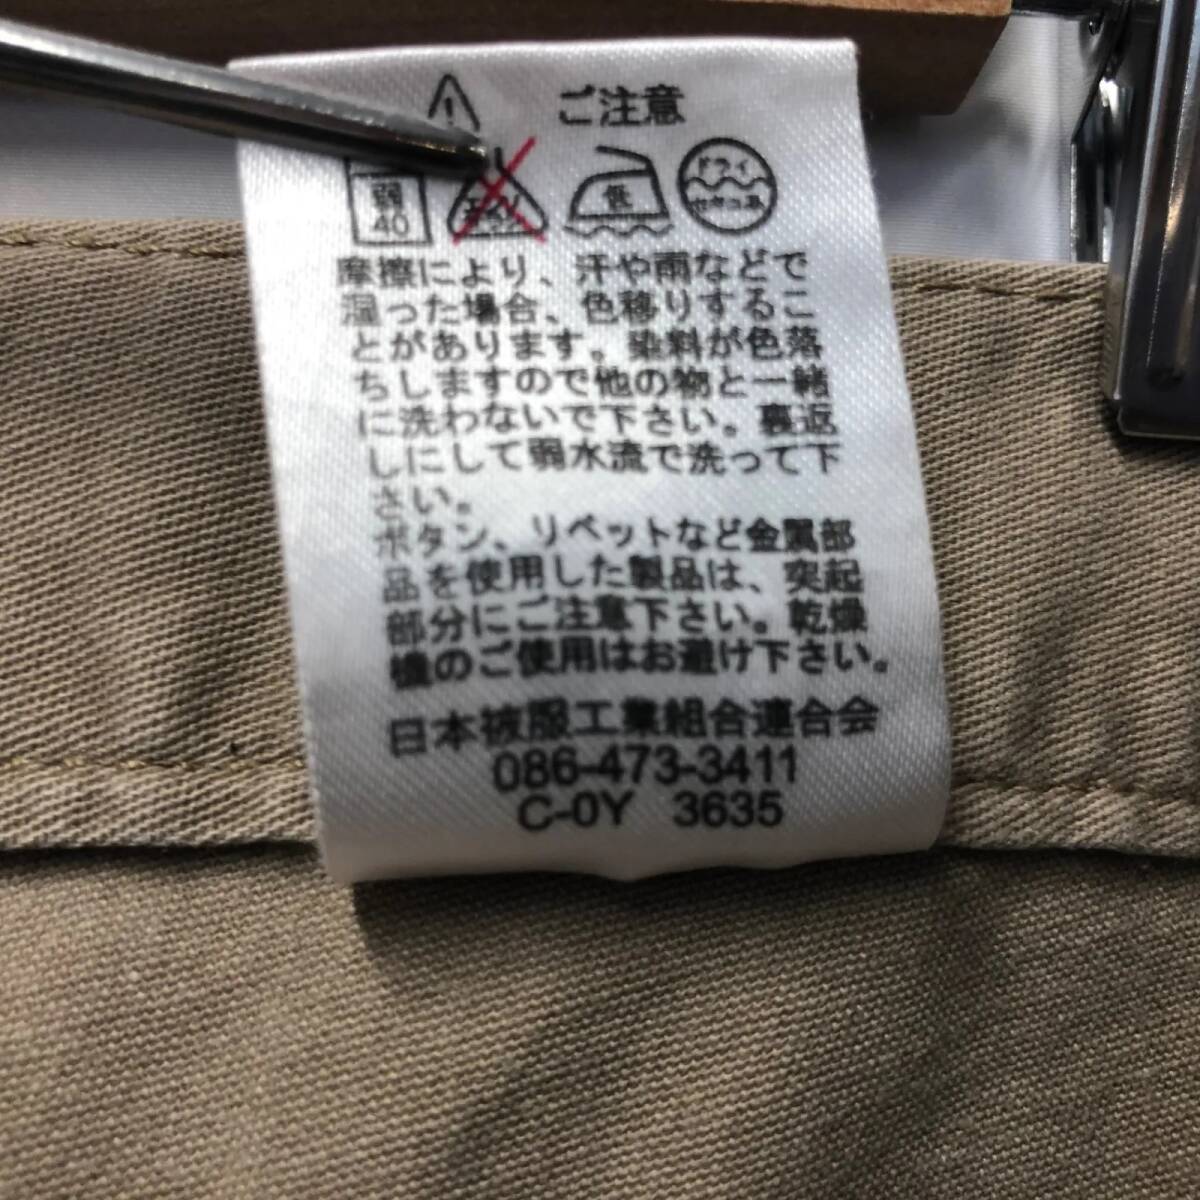 ご注意
弱
40
エンソ
サラシ
低
ドライ
セキユ系
摩擦により、汗や雨などで
湿った場合、色移りするこ
とがあります。染料が色落
ちしますので他の物と一緒
に洗わないで下さい。裏返
しにして弱水流で洗って下
さい。
ボタン、リベットなど金属部
品を使用した製品は、突起
部分にご注意下さい。乾燥
機のご使用はお避け下さい。
日本被服工業組合連合会
086-473-3411
C-0Y 3635